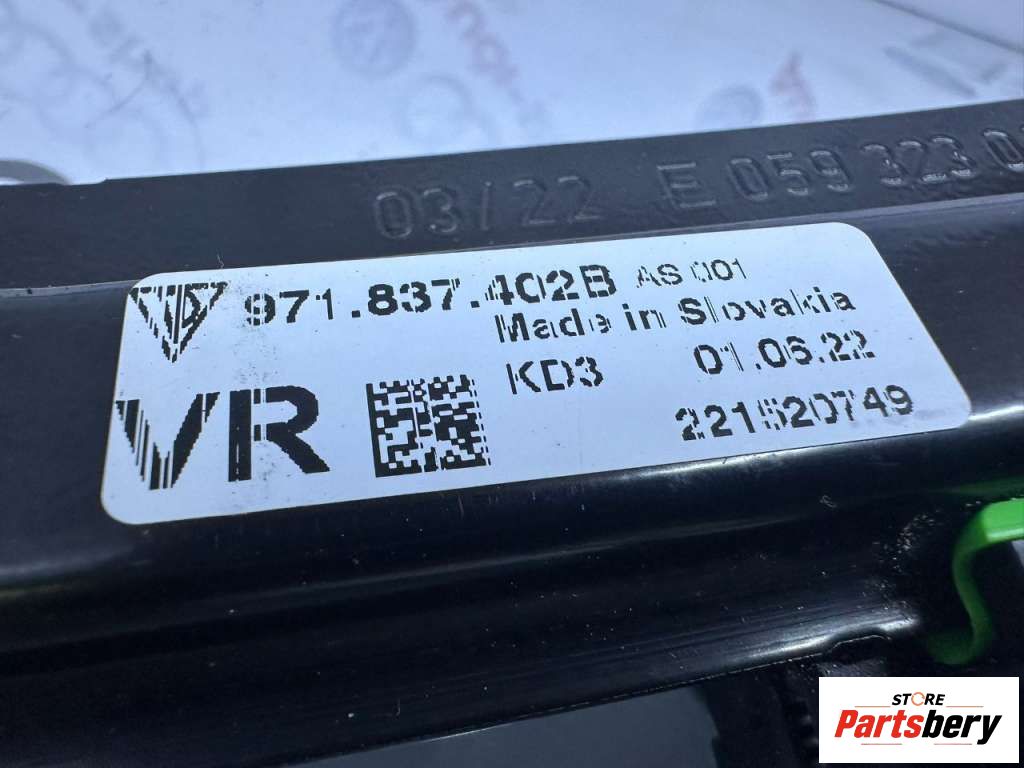 03/22 E 059 323 0
971.837.402B AS 001
Made in Slovakia
VR KD3 01.06.22
221520749
STORE
Partsbery